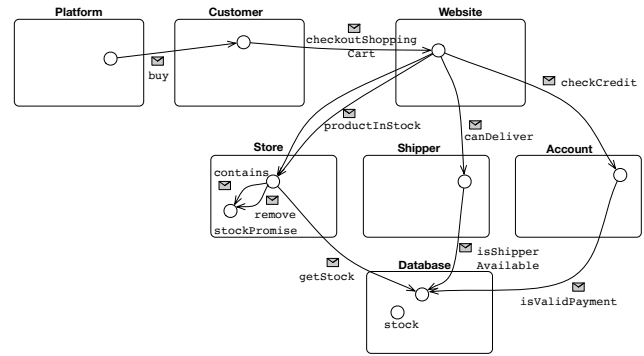 Platform
Customer
Website
buy
checkoutShopping
Cart
checkCredit
productInStock
canDeliver
Store
Shipper
Account
contains
remove
stockPromise
getStock
Database
isShipper
Available
isValidPayment
stock